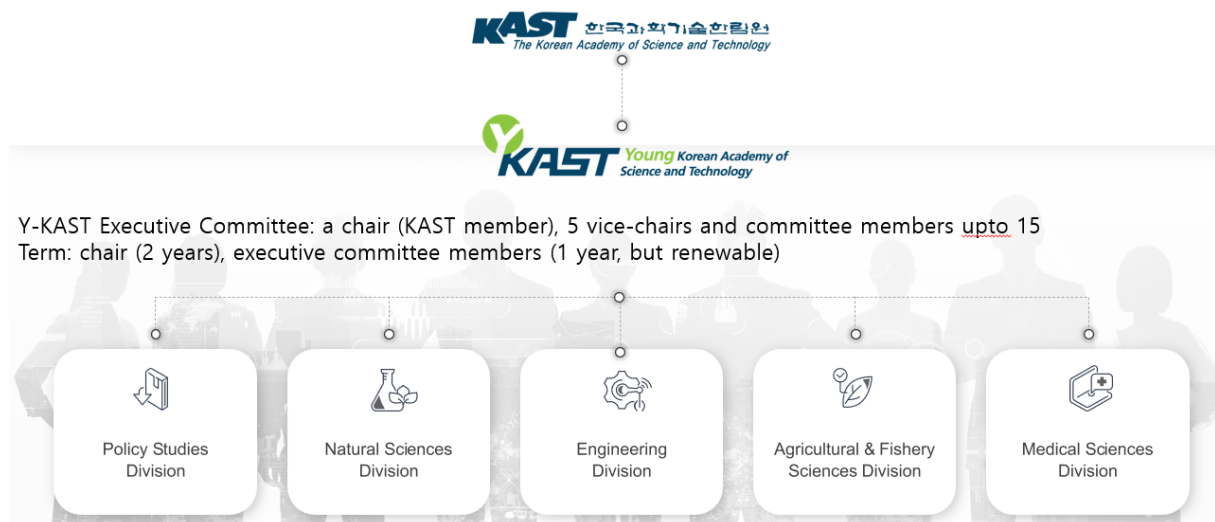 KAST 한국과학기술한림원
The Korean Academy of Science and Technology
Y
KAST Young Korean Academy of
Science and Technology
Y-KAST Executive Committee: a chair (KAST member), 5 vice-chairs and committee members upto 15
Term: chair (2 years), executive committee members (1 year, but renewable)
Policy Studies
Division
Natural Sciences
Division
Engineering
Division
Agricultural & Fishery
Sciences Division
Medical Sciences
Division